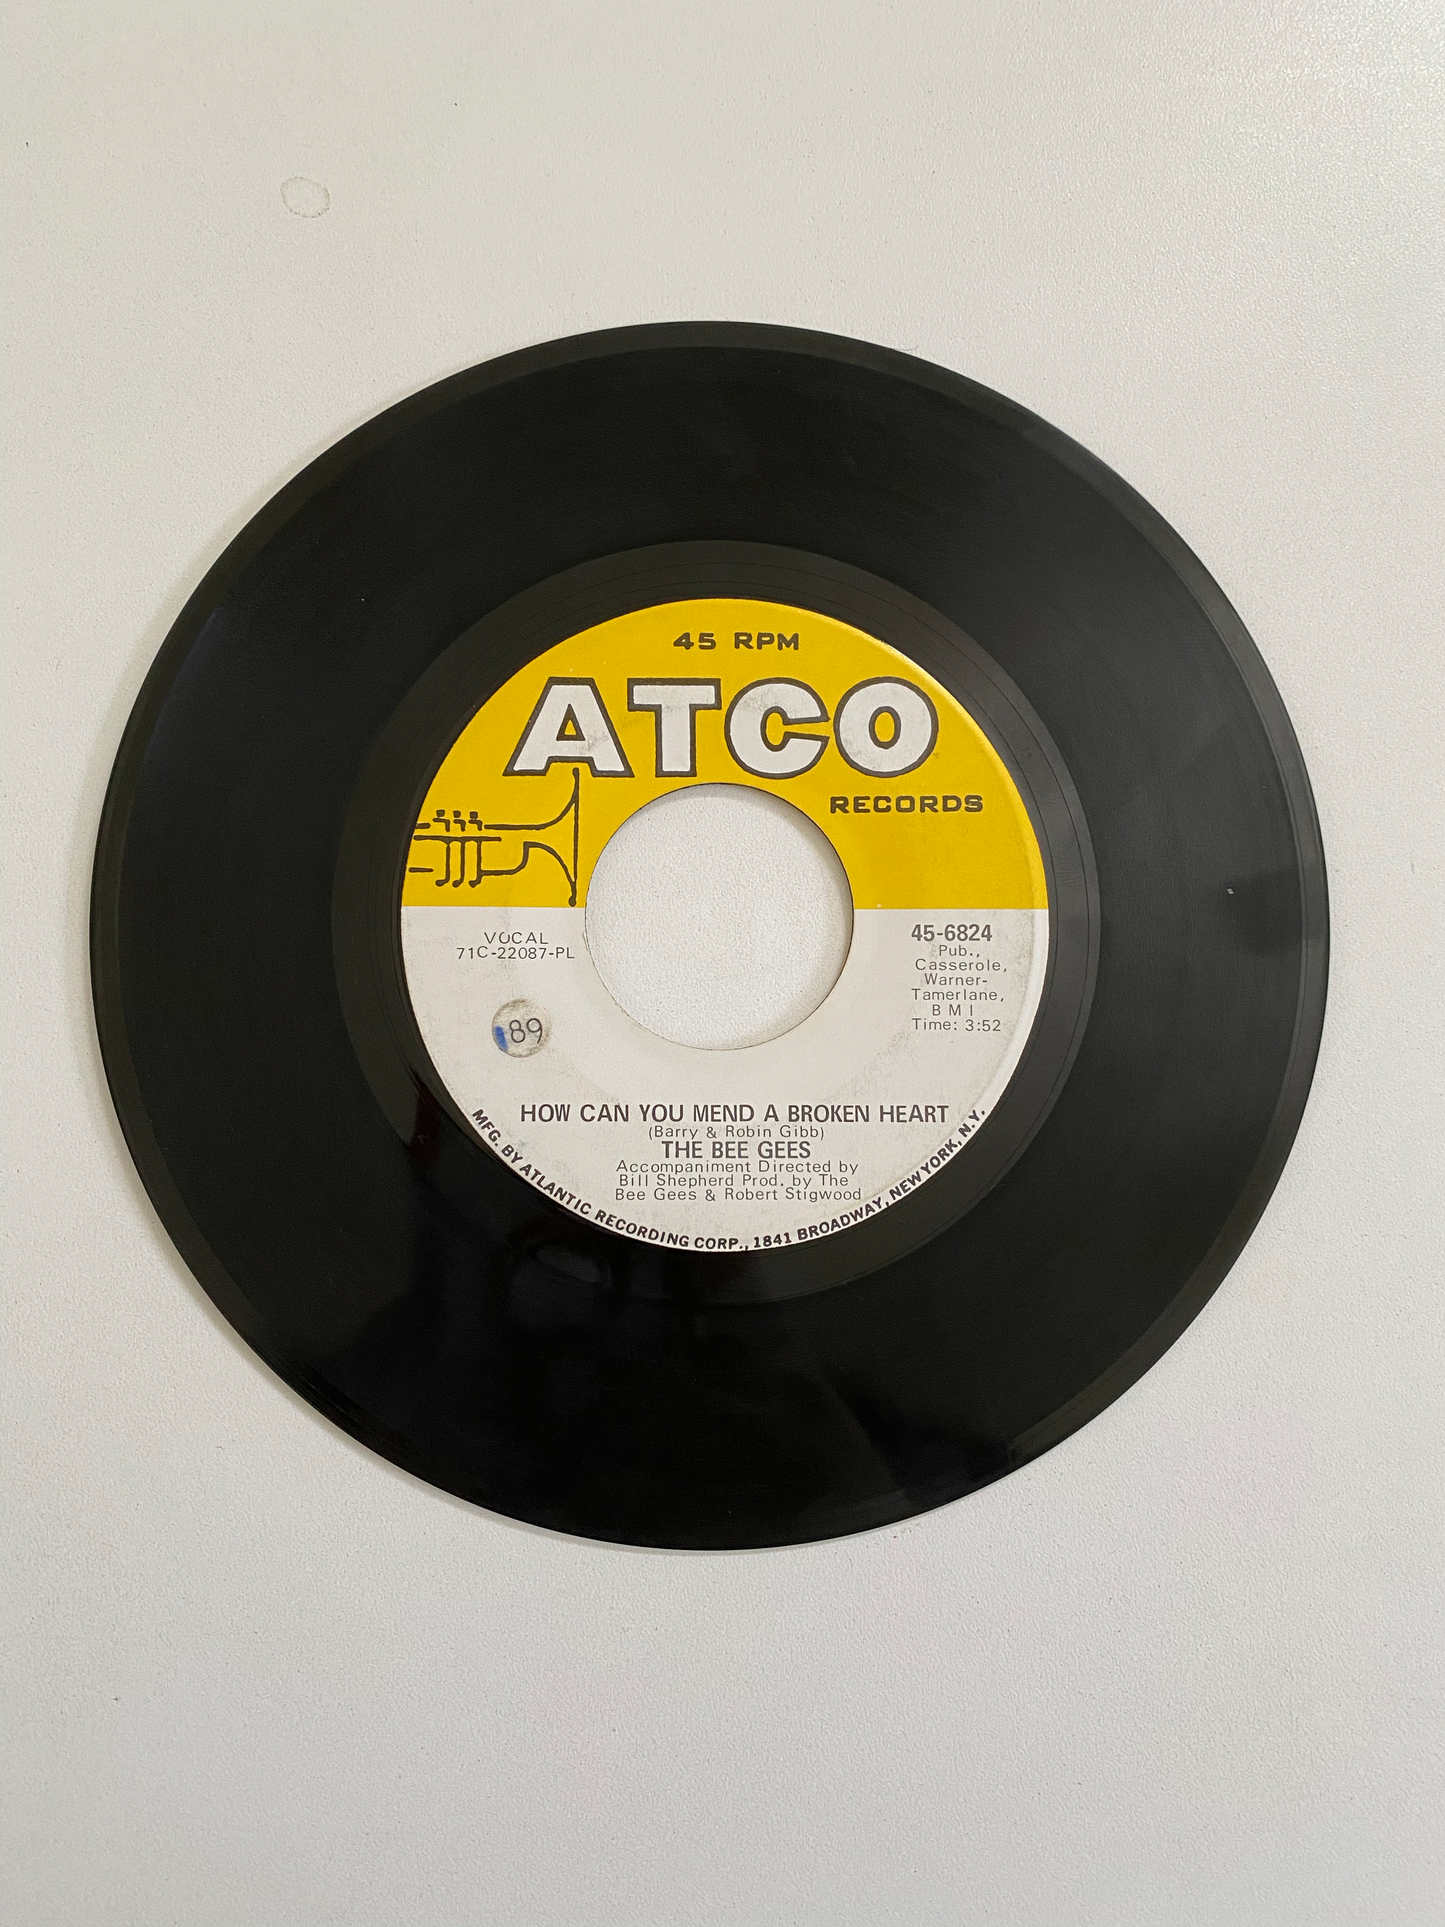 45 RPM
ATCO
RECORDS
VOCAL
71C-22087-PL
89
45-6824
Pub.,
Casserole,
Warner-
Tamerlane,
B M I
Time: 3:52
HOW CAN YOU MEND A BROKEN HEART
(Barry & Robin Gibb)
THE BEE GEES
Accompaniment Directed by
Bill Shepherd Prod. by The
Bee Gees & Robert Stigwood
MFG. BY ATLANTIC RECORDING CORP., 1841 BROADWAY, NEW YORK, N.Y.